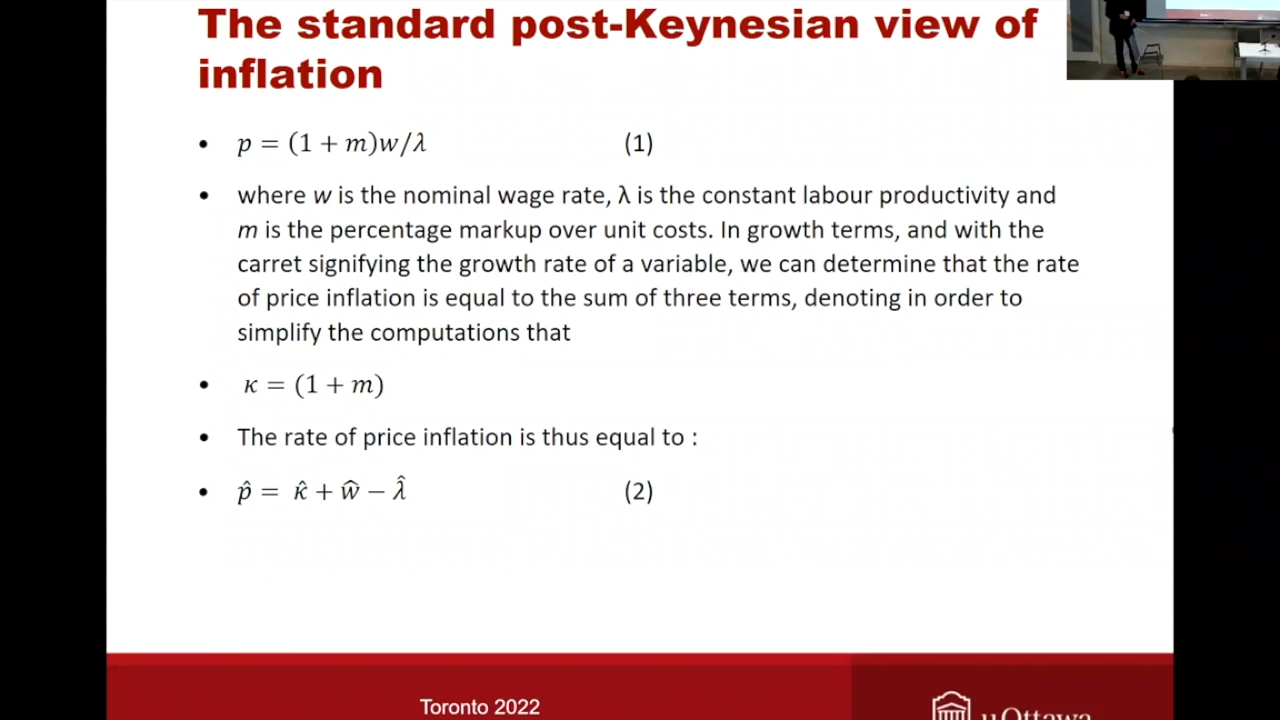 The standard post-Keynesian view of
inflation
• p = (1 + m)w/λ (1)
• where w is the nominal wage rate, λ is the constant labour productivity and
m is the percentage markup over unit costs. In growth terms, and with the
carret signifying the growth rate of a variable, we can determine that the rate
of price inflation is equal to the sum of three terms, denoting in order to
simplify the computations that
• κ = (1 + m)
• The rate of price inflation is thus equal to :
• p̂ = κ̂ + ŵ − λ̂ (2)
Toronto 2022
uOttawa